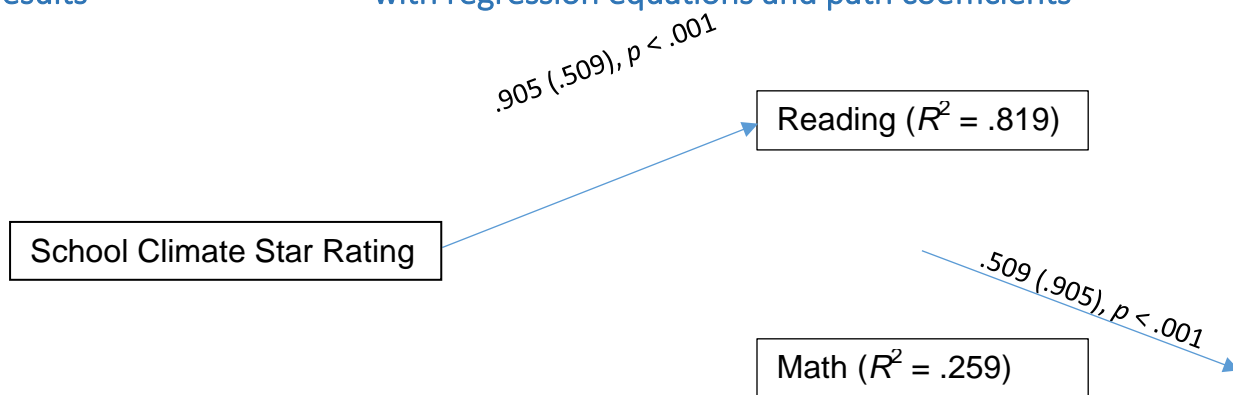 .905 (.509), p < .001
Reading (R² = .819)
School Climate Star Rating
.509 (.905), p < .001
Math (R² = .259)